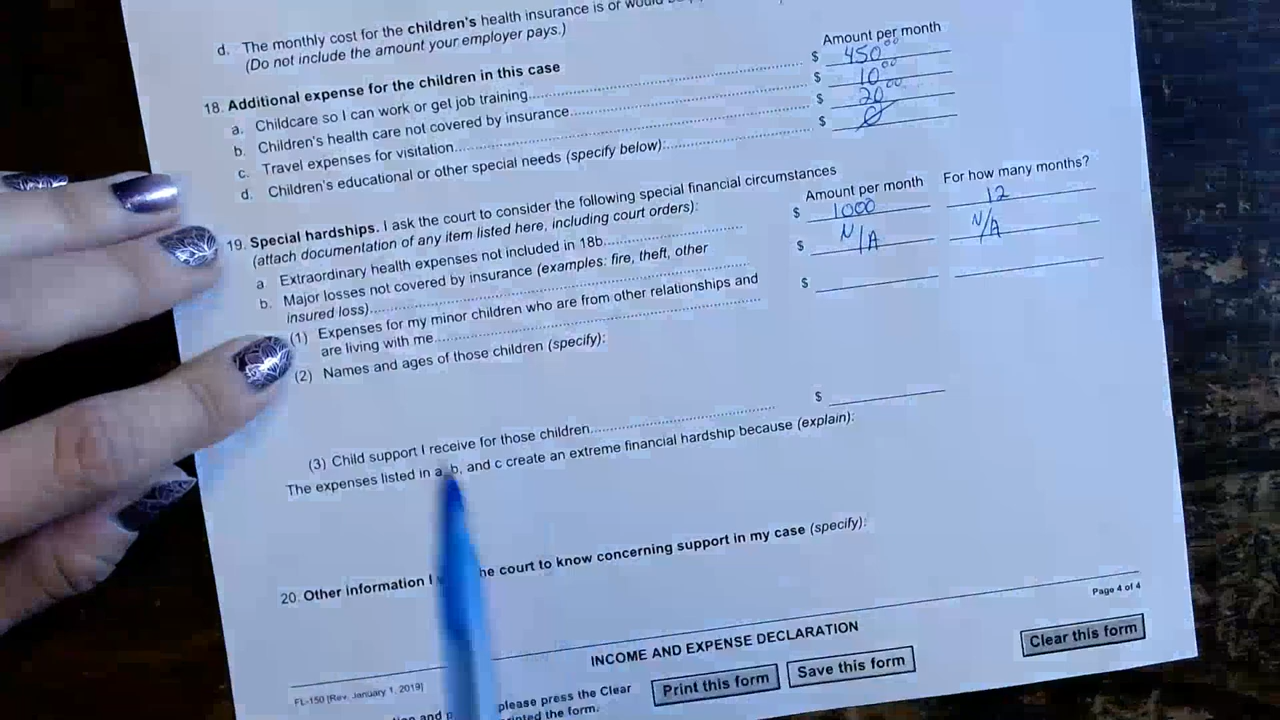 d. The monthly cost for the children's health insurance is or would
(Do not include the amount your employer pays.)
Amount per month
18. Additional expense for the children in this case
a. Childcare so I can work or get job training $ 450.00
b. Children's health care not covered by insurance $ 10.00
c. Travel expenses for visitation $ 20.00
d. Children's educational or other special needs (specify below): $ 0
19. Special hardships. I ask the court to consider the following special financial circumstances
(attach documentation of any item listed here, including court orders): Amount per month For how many months?
a. Extraordinary health expenses not included in 18b $ 1000 12
b. Major losses not covered by insurance (examples: fire, theft, other
insured loss) $ N/A N/A
(1) Expenses for my minor children who are from other relationships and
are living with me $
(2) Names and ages of those children (specify):
(3) Child support I receive for those children $
The expenses listed in a, b, and c create an extreme financial hardship because (explain):
20. Other information I the court to know concerning support in my case (specify):
Page 4 of 4
FL-150 [Rev. January 1, 2019]
INCOME AND EXPENSE DECLARATION
please press the Clear
the form.
Print this form
Save this form
Clear this form